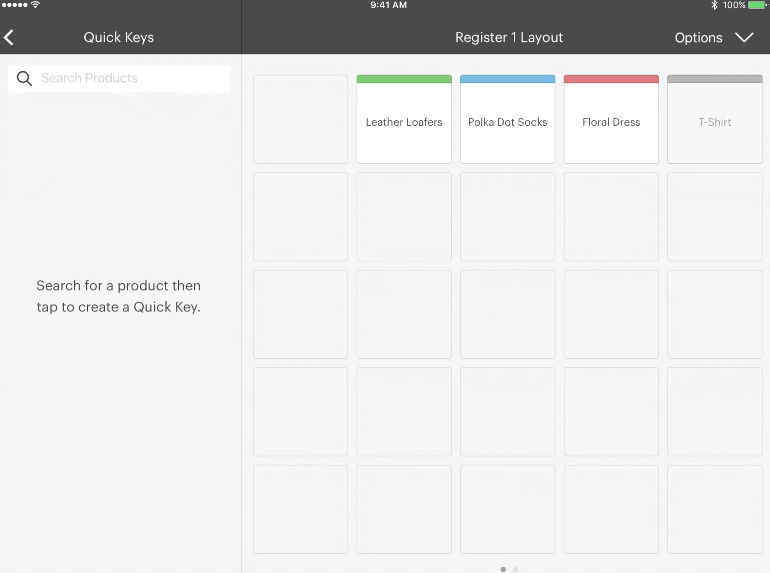 9:41 AM
100%
Quick Keys
Register 1 Layout
Options
Search Products
Leather Loafers
Polka Dot Socks
Floral Dress
T-Shirt
Search for a product then
tap to create a Quick Key.